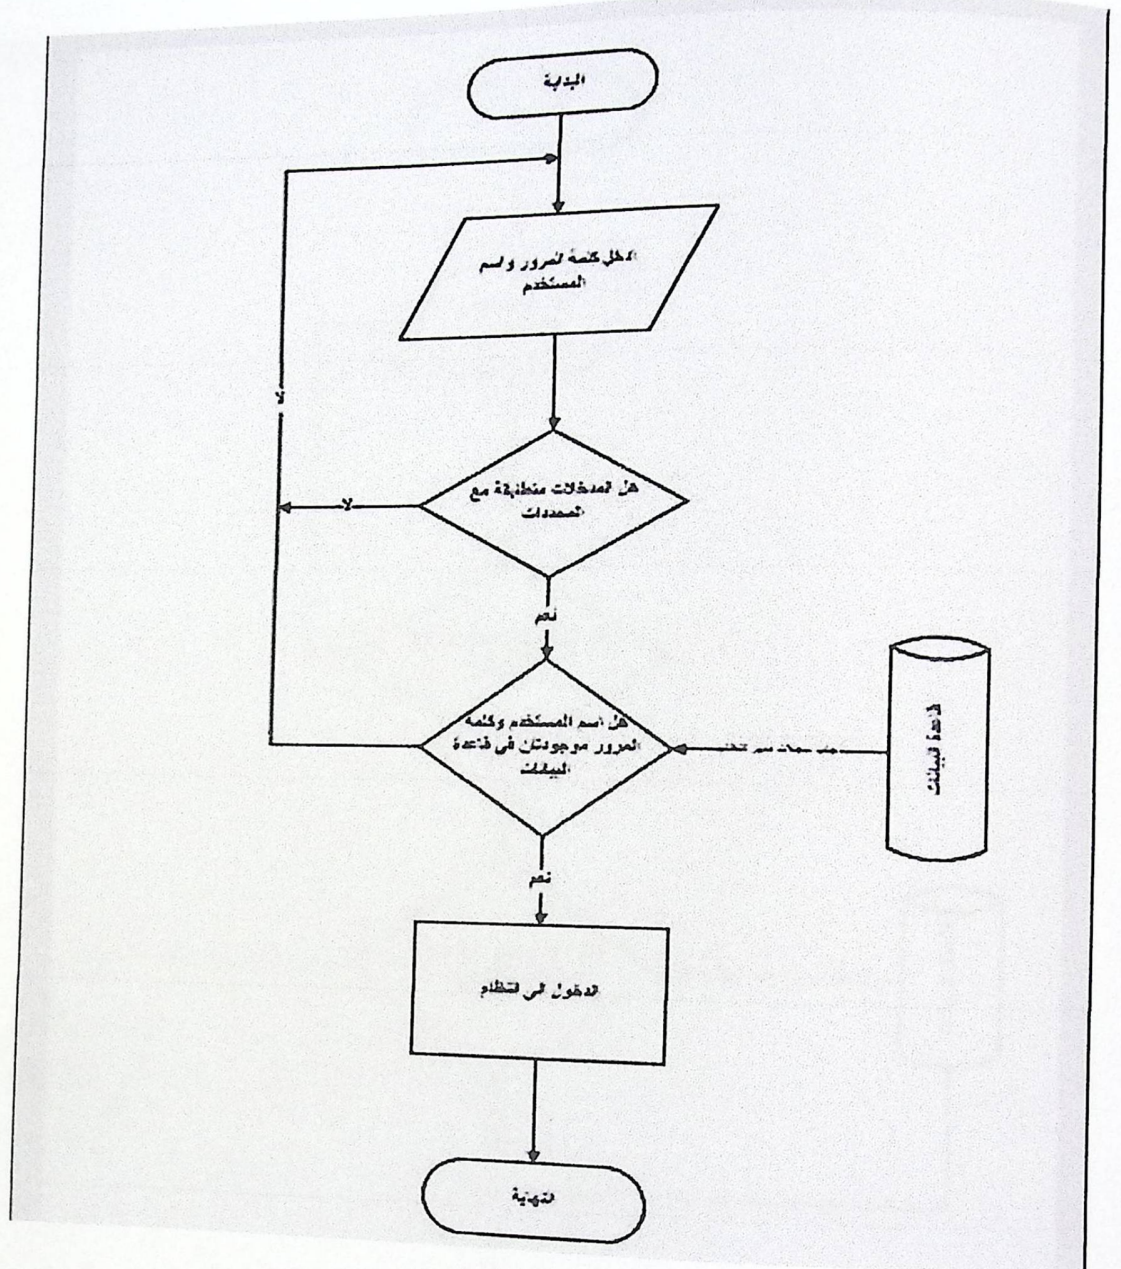 البداية
ادخل كلمة المرور واسم
المستخدم
هل المدخلات متطابقة مع
المحددات
لا
لا
نعم
هل اسم المستخدم وكلمة
المرور موجودتان في قاعدة
البيانات
سجلات
قاعدة البيانات
نعم
الدخول الى النظام
النهاية